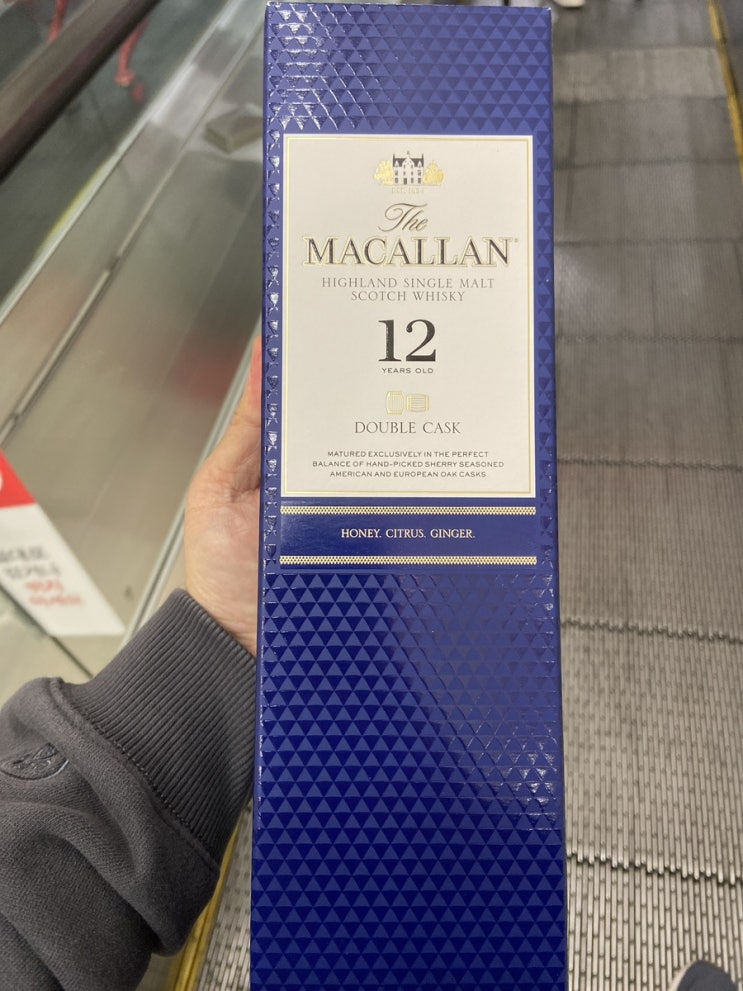 The
MACALLAN
HIGHLAND SINGLE MALT
SCOTCH WHISKY
12
YEARS OLD
DOUBLE CASK
MATURED EXCLUSIVELY IN THE PERFECT
BALANCE OF HAND-PICKED SHERRY SEASONED
AMERICAN AND EUROPEAN OAK CASKS
HONEY. CITRUS. GINGER.